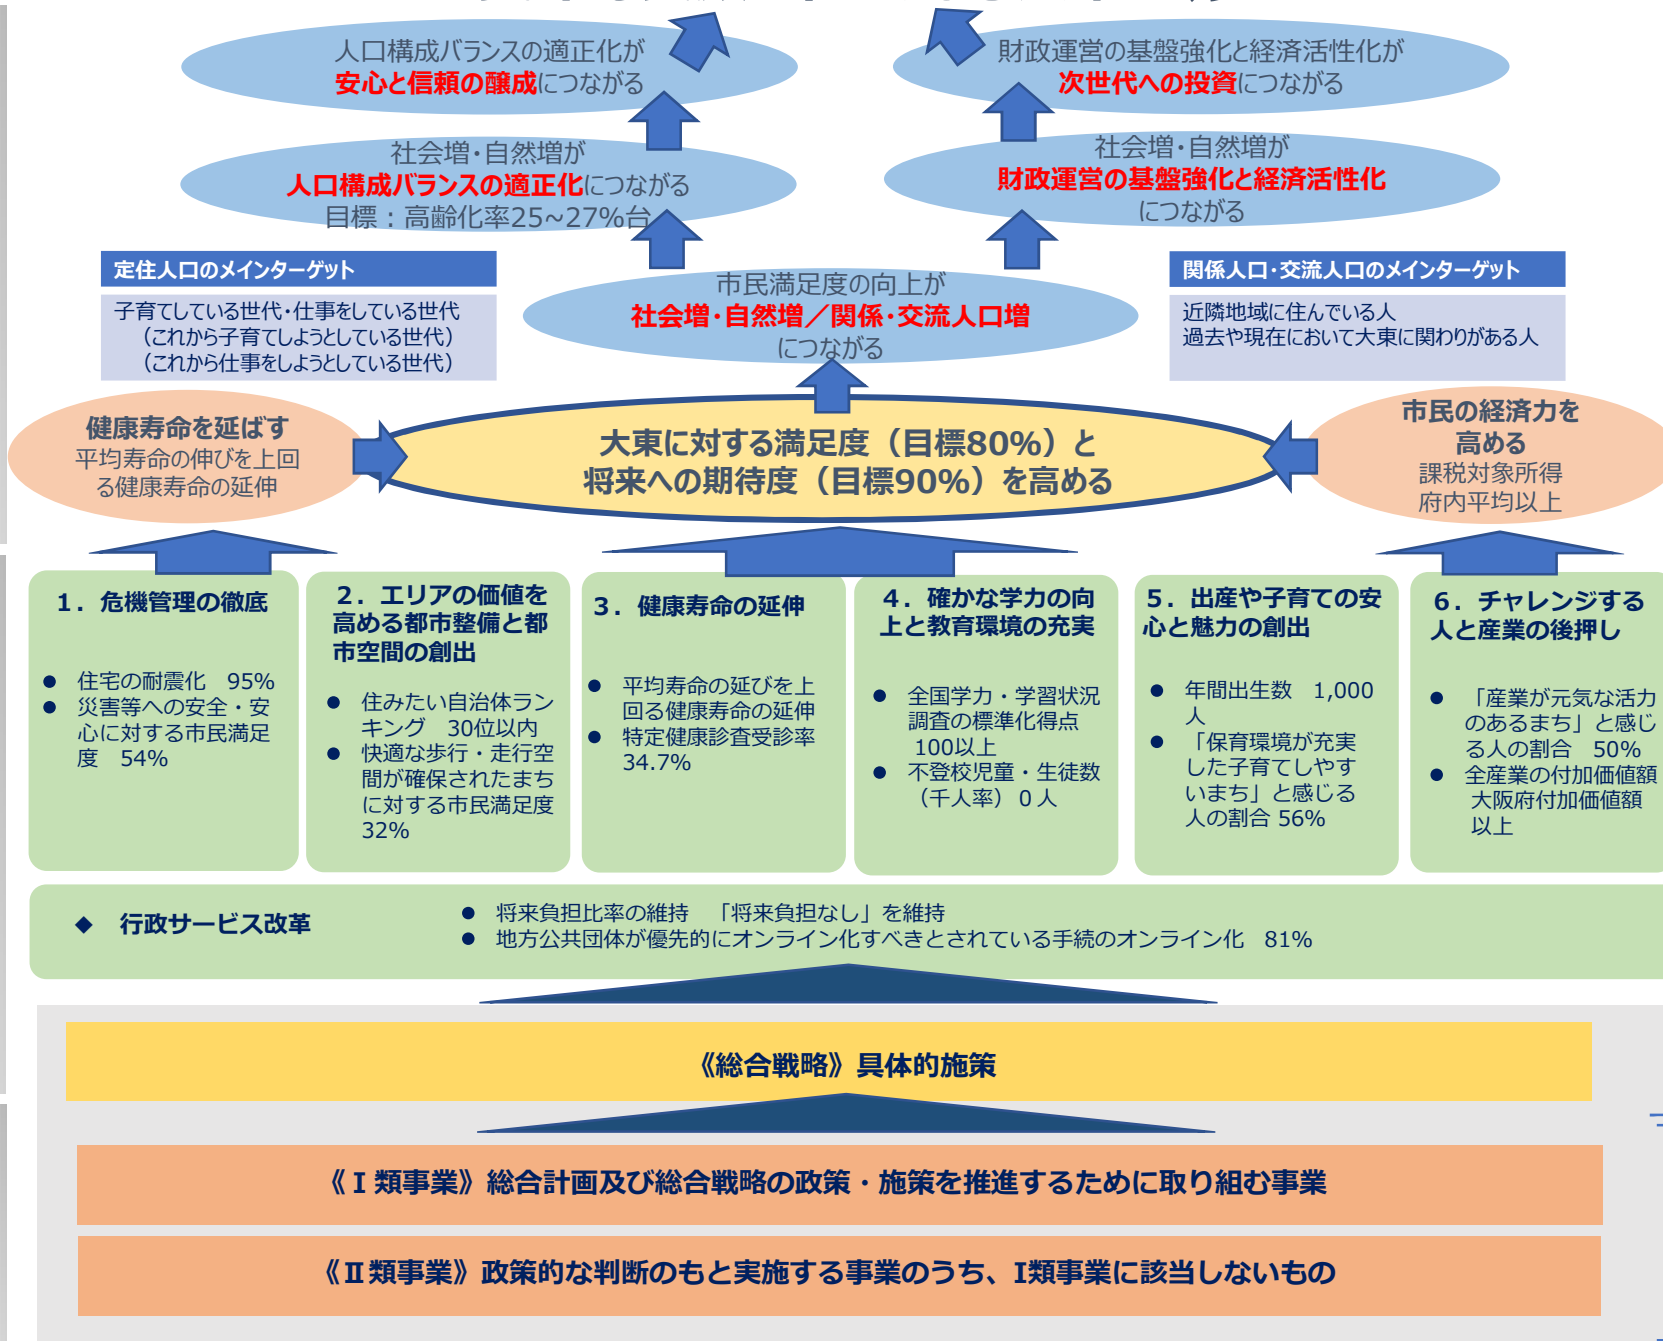 人口構成バランスの適正化が
安心と信頼の醸成につながる
財政運営の基盤強化と経済活性化が
次世代への投資につながる
社会増・自然増が
人口構成バランスの適正化につながる
目標：高齢化率25~27%台
社会増・自然増が
財政運営の基盤強化と経済活性化
につながる
定住人口のメインターゲット
子育てしている世代・仕事をしている世代
（これから子育てしようとしている世代）
（これから仕事をしようとしている世代）
市民満足度の向上が
社会増・自然増／関係・交流人口増
につながる
関係人口・交流人口のメインターゲット
近隣地域に住んでいる人
過去や現在において大東に関わりがある人
健康寿命を延ばす
平均寿命の伸びを上回
る健康寿命の延伸
大東に対する満足度（目標80%）と
将来への期待度（目標90%）を高める
市民の経済力を
高める
課税対象所得
府内平均以上
１．危機管理の徹底
● 住宅の耐震化　95%
● 災害等への安全・安
心に対する市民満足
度　54%
２．エリアの価値を
高める都市整備と都
市空間の創出
● 住みたい自治体ラン
キング　30位以内
● 快適な歩行・走行空
間が確保されたまち
に対する市民満足度
32%
３．健康寿命の延伸
● 平均寿命の延びを上
回る健康寿命の延伸
● 特定健康診査受診率
34.7%
４．確かな学力の向
上と教育環境の充実
● 全国学力・学習状況
調査の標準化得点
100以上
● 不登校児童・生徒数
（千人率）０人
５．出産や子育ての安
心と魅力の創出
● 年間出生数　1,000
人
● 「保育環境が充実
した子育てしやす
いまち」と感じる
人の割合 56%
６．チャレンジする
人と産業の後押し
● 「産業が元気な活力
のあるまち」と感じ
る人の割合　50%
● 全産業の付加価値額
大阪府付加価値額
以上
◆ 行政サービス改革
● 将来負担比率の維持　「将来負担なし」を維持
● 地方公共団体が優先的にオンライン化すべきとされている手続のオンライン化　81%
《総合戦略》具体的施策
《Ⅰ類事業》総合計画及び総合戦略の政策・施策を推進するために取り組む事業
《Ⅱ類事業》政策的な判断のもと実施する事業のうち、Ⅰ類事業に該当しないもの